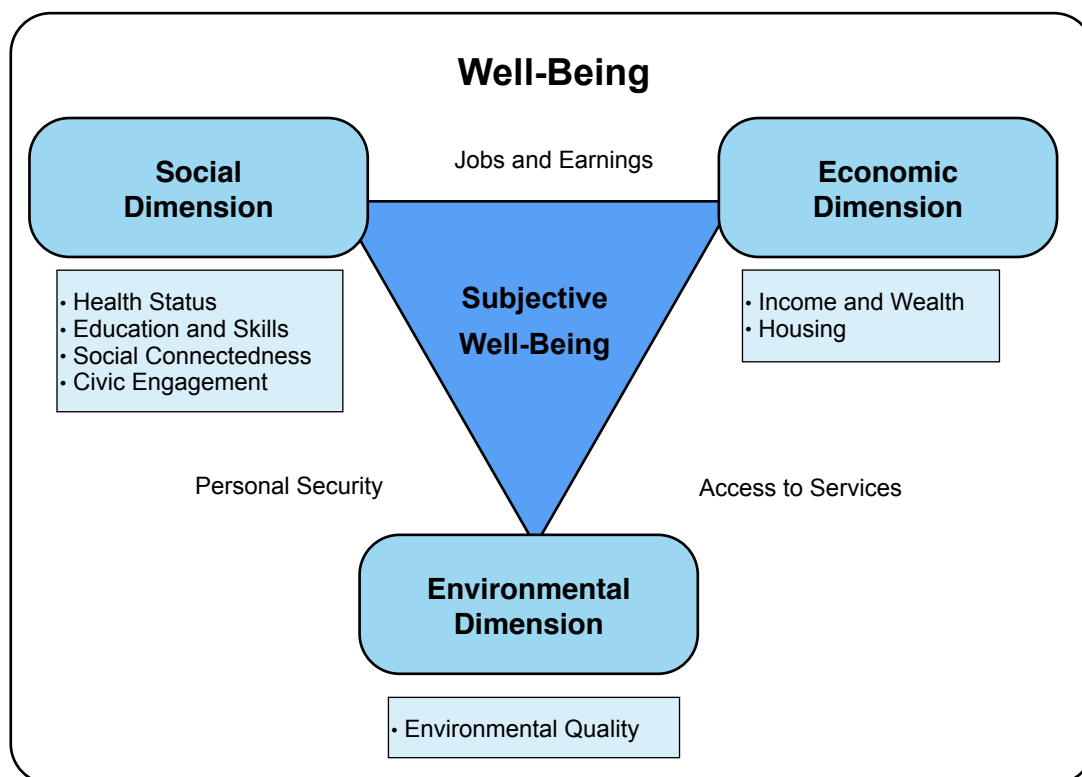 Well-Being
Social
Dimension
Jobs and Earnings
Economic
Dimension
• Health Status
• Education and Skills
• Social Connectedness
• Civic Engagement
Subjective
Well-Being
• Income and Wealth
• Housing
Personal Security
Access to Services
Environmental
Dimension
• Environmental Quality